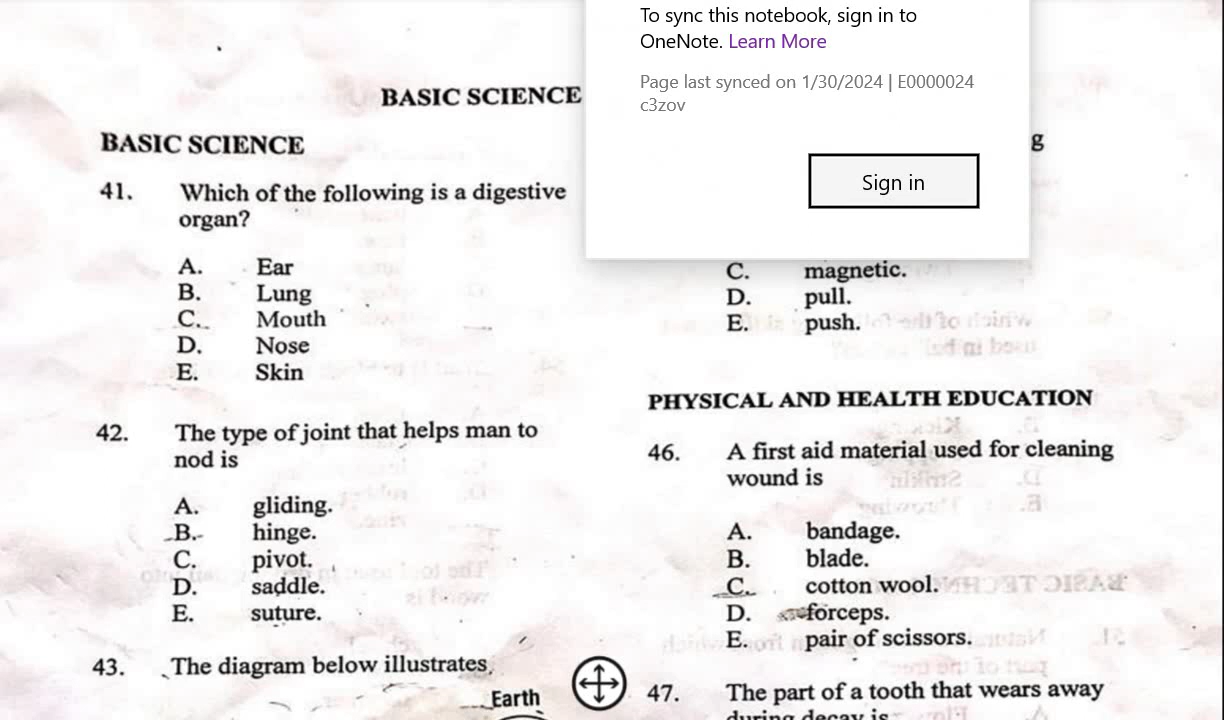 To sync this notebook, sign in to
OneNote. Learn More
Page last synced on 1/30/2024 | E0000024
c3zov
Sign in
BASIC SCIENCE
BASIC SCIENCE
41. Which of the following is a digestive
organ?
A. Ear
B. Lung
C. Mouth
D. Nose
E. Skin
42. The type of joint that helps man to
nod is
A. gliding.
B. hinge.
C. pivot.
D. saddle.
E. suture.
43. The diagram below illustrates.
Earth
g
C. magnetic.
D. pull.
E. push.
PHYSICAL AND HEALTH EDUCATION
46. A first aid material used for cleaning
wound is
A. bandage.
B. blade.
C. cotton wool.
D. forceps.
E. pair of scissors.
47. The part of a tooth that wears away
during decay is